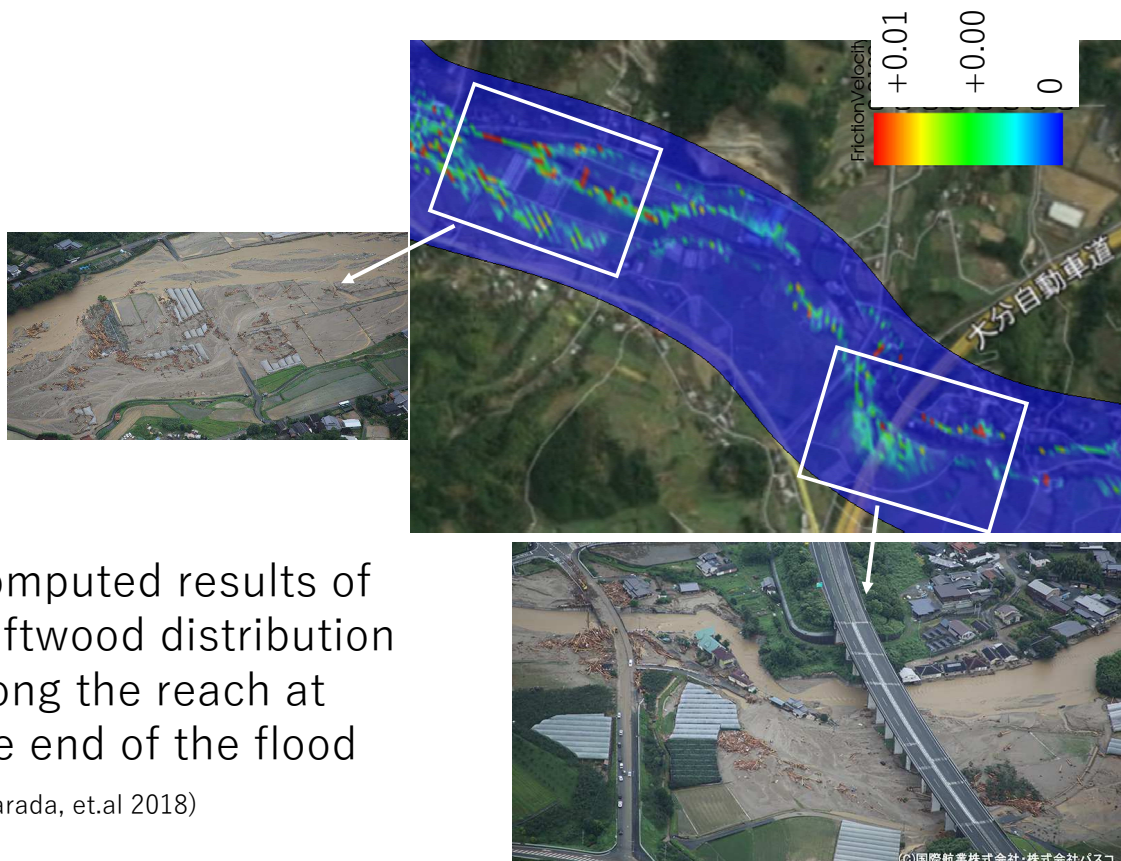 +0.01
+0.00
0
FrictionVelocity
大分自動車道
omputed results of
iftwood distribution
ong the reach at
e end of the flood
arada, et.al 2018)
(C)国際航業株式会社・株式会社パスコ